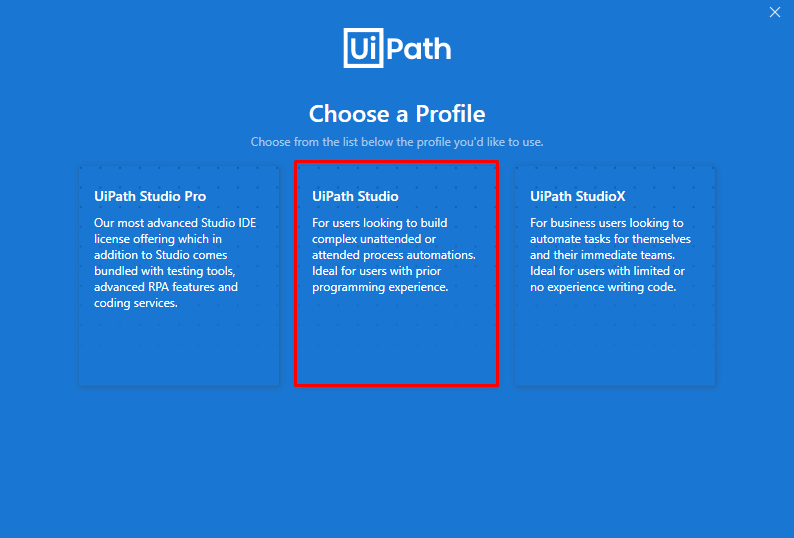 UiPath
Choose a Profile
Choose from the list below the profile you'd like to use.
UiPath Studio Pro
Our most advanced Studio IDE
license offering which in
addition to Studio comes
bundled with testing tools,
advanced RPA features and
coding services.
UiPath Studio
For users looking to build
complex unattended or
attended process automations.
Ideal for users with prior
programming experience.
UiPath StudioX
For business users looking to
automate tasks for themselves
and their immediate teams.
Ideal for users with limited or
no experience writing code.